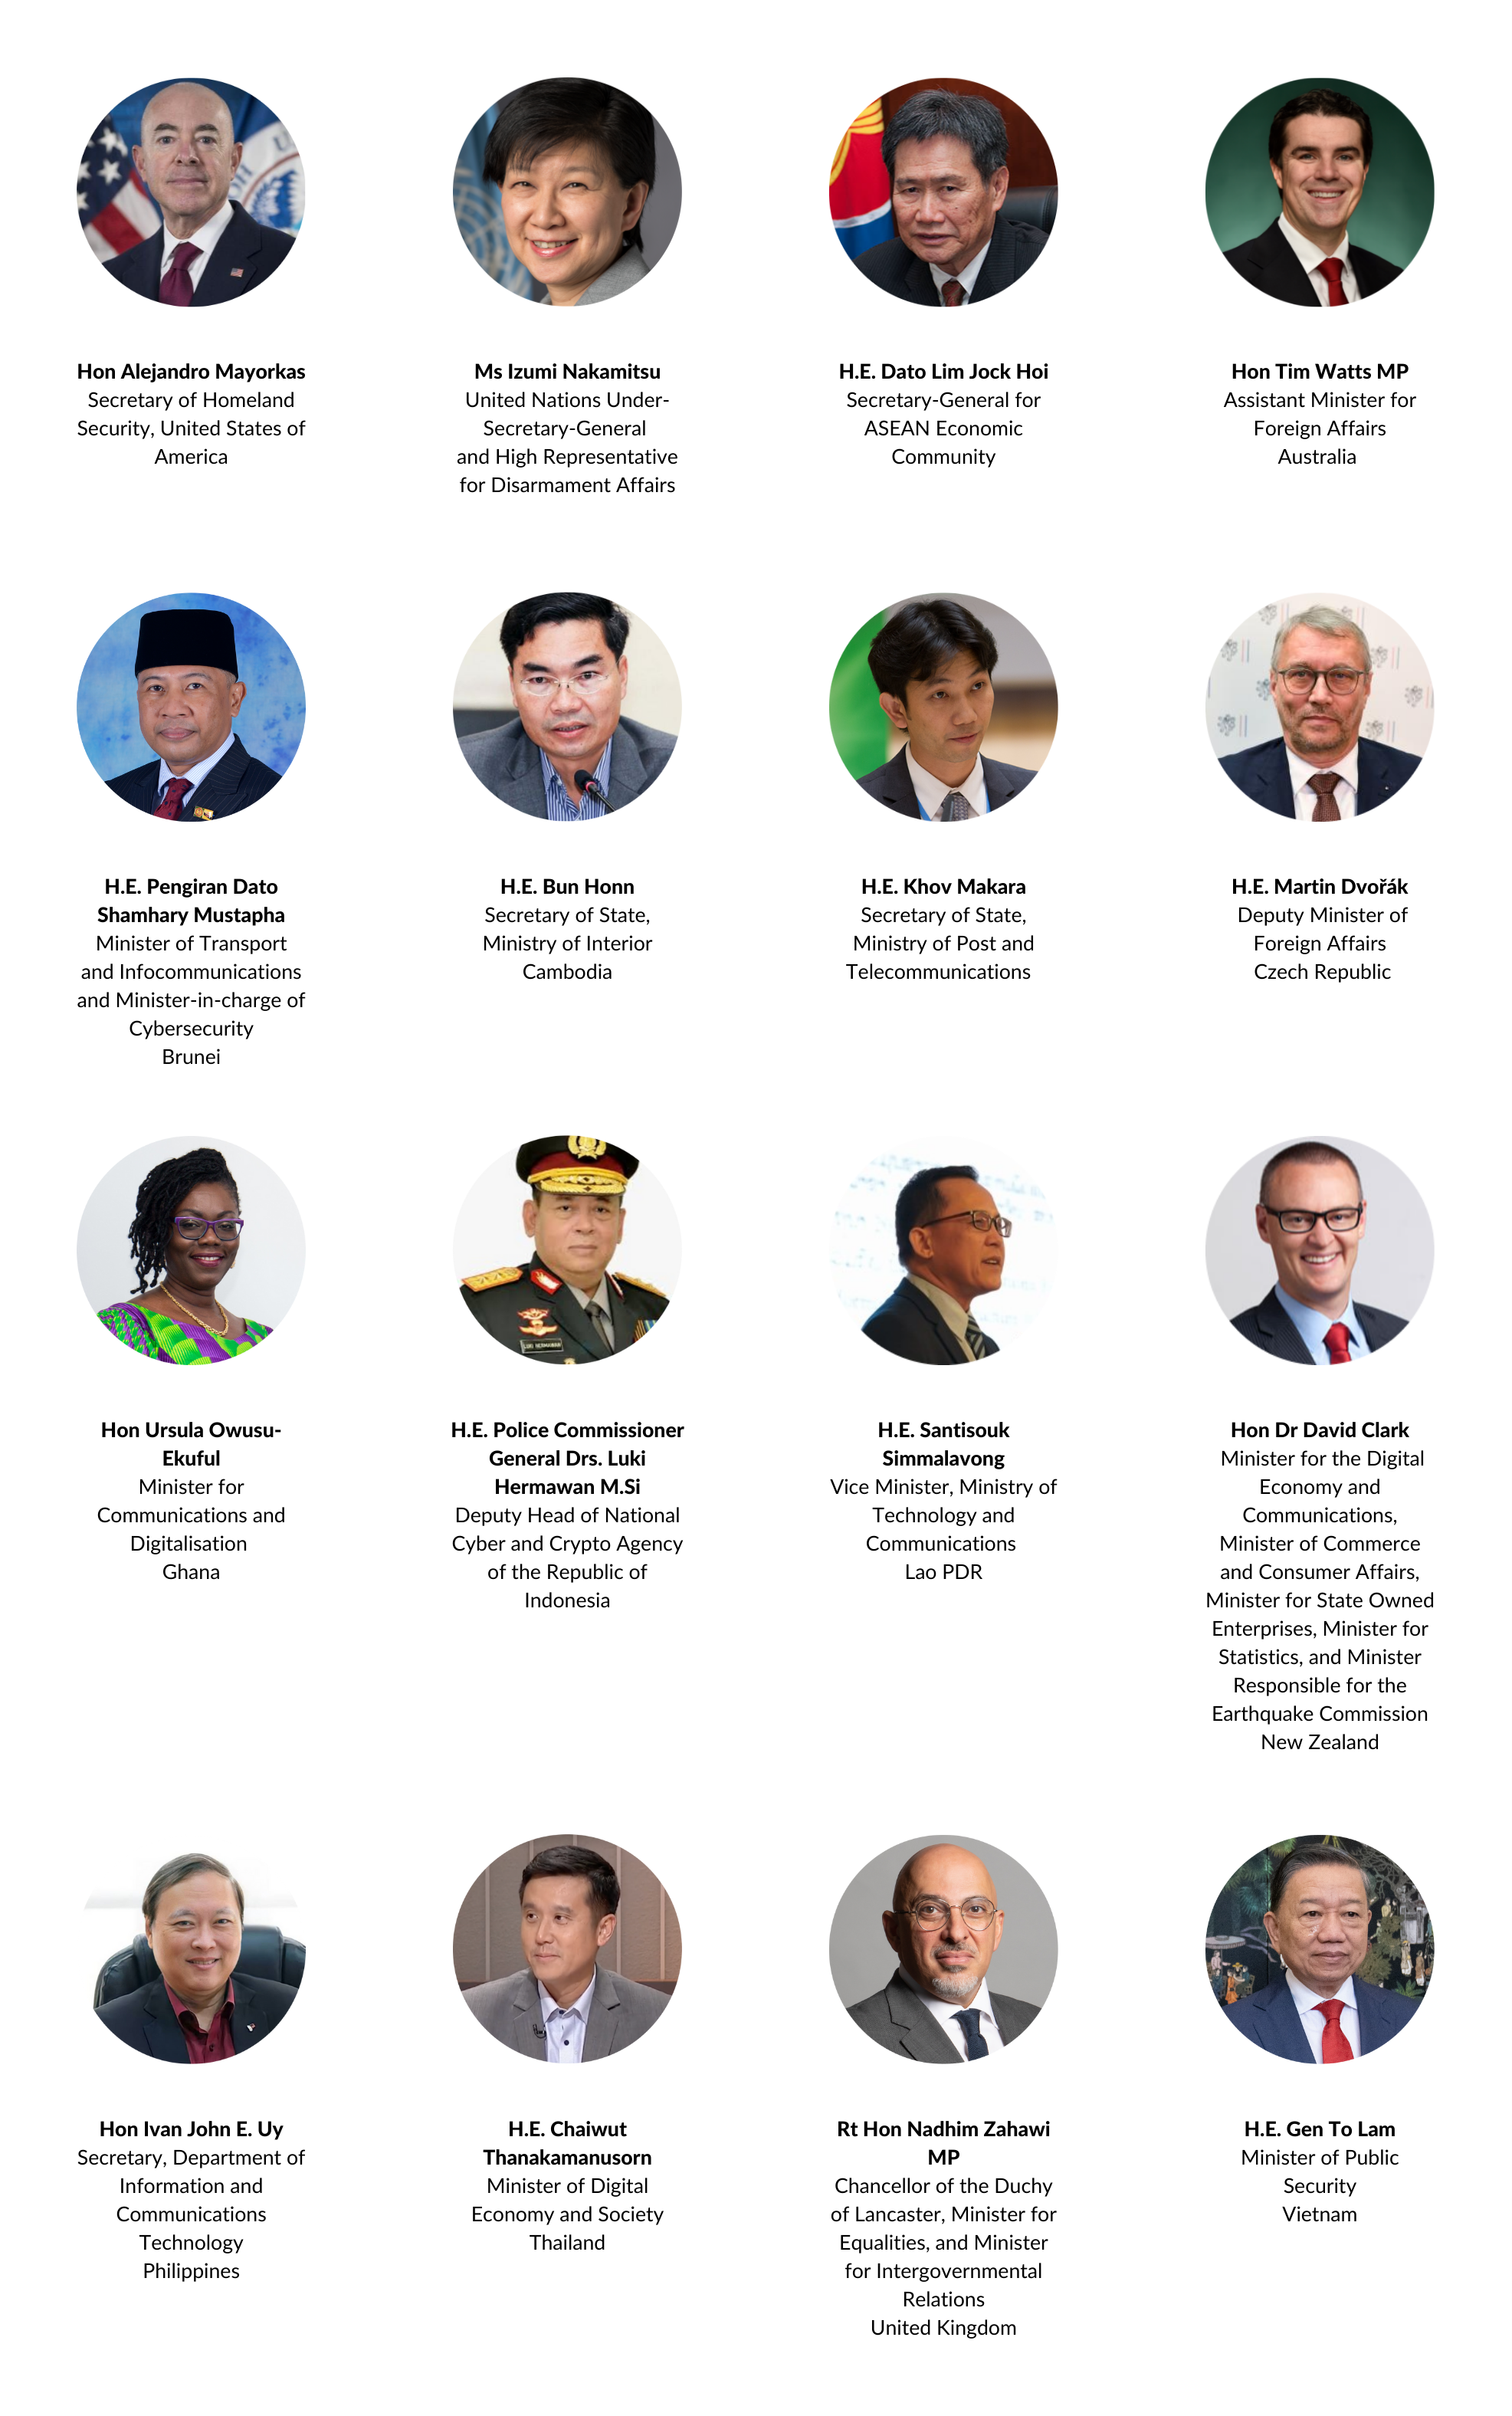 Hon Alejandro Mayorkas
Secretary of Homeland
Security, United States of
America
Ms Izumi Nakamitsu
United Nations Under-
Secretary-General
and High Representative
for Disarmament Affairs
H.E. Dato Lim Jock Hoi
Secretary-General for
ASEAN Economic
Community
Hon Tim Watts MP
Assistant Minister for
Foreign Affairs
Australia
H.E. Pengiran Dato
Shamhary Mustapha
Minister of Transport
and Infocommunications
and Minister-in-charge of
Cybersecurity
Brunei
H.E. Bun Honn
Secretary of State,
Ministry of Interior
Cambodia
H.E. Khov Makara
Secretary of State,
Ministry of Post and
Telecommunications
H.E. Martin Dvořák
Deputy Minister of
Foreign Affairs
Czech Republic
Hon Ursula Owusu-
Ekuful
Minister for
Communications and
Digitalisation
Ghana
H.E. Police Commissioner
General Drs. Luki
Hermawan M.Si
Deputy Head of National
Cyber and Crypto Agency
of the Republic of
Indonesia
H.E. Santisouk
Simmalavong
Vice Minister, Ministry of
Technology and
Communications
Lao PDR
Hon Dr David Clark
Minister for the Digital
Economy and
Communications,
Minister of Commerce
and Consumer Affairs,
Minister for State Owned
Enterprises, Minister for
Statistics, and Minister
Responsible for the
Earthquake Commission
New Zealand
Hon Ivan John E. Uy
Secretary, Department of
Information and
Communications
Technology
Philippines
H.E. Chaiwut
Thanakamanusorn
Minister of Digital
Economy and Society
Thailand
Rt Hon Nadhim Zahawi
MP
Chancellor of the Duchy
of Lancaster, Minister for
Equalities, and Minister
for Intergovernmental
Relations
United Kingdom
H.E. Gen To Lam
Minister of Public
Security
Vietnam